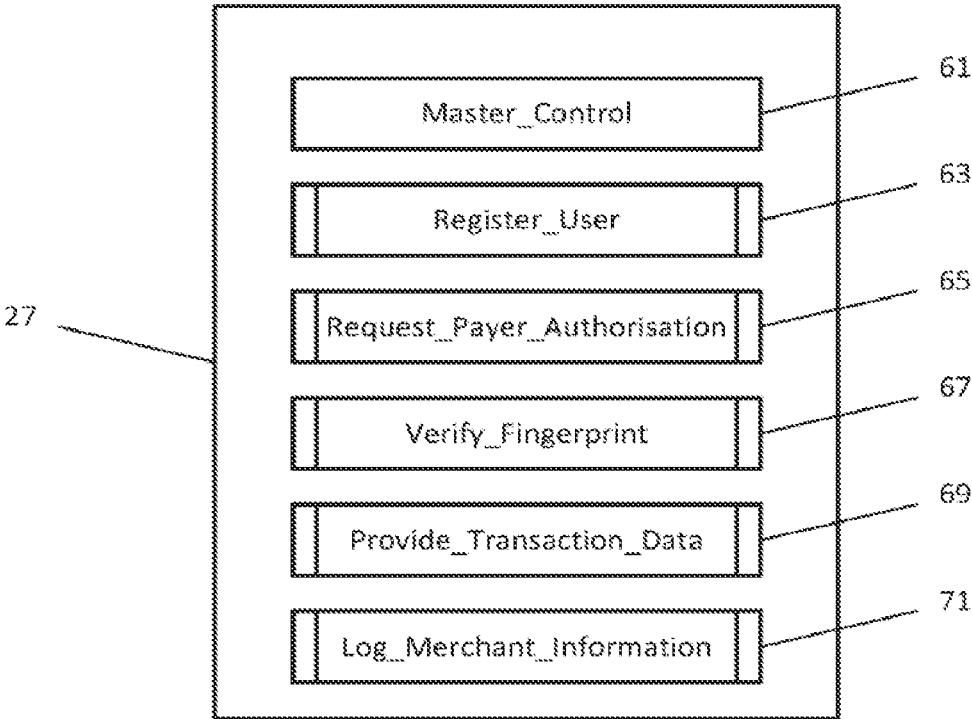 Master_Control
61
Register_User
63
Request_Payer_Authorisation
65
27
Verify_Fingerprint
67
Provide_Transaction_Data
69
Log_Merchant_Information
71